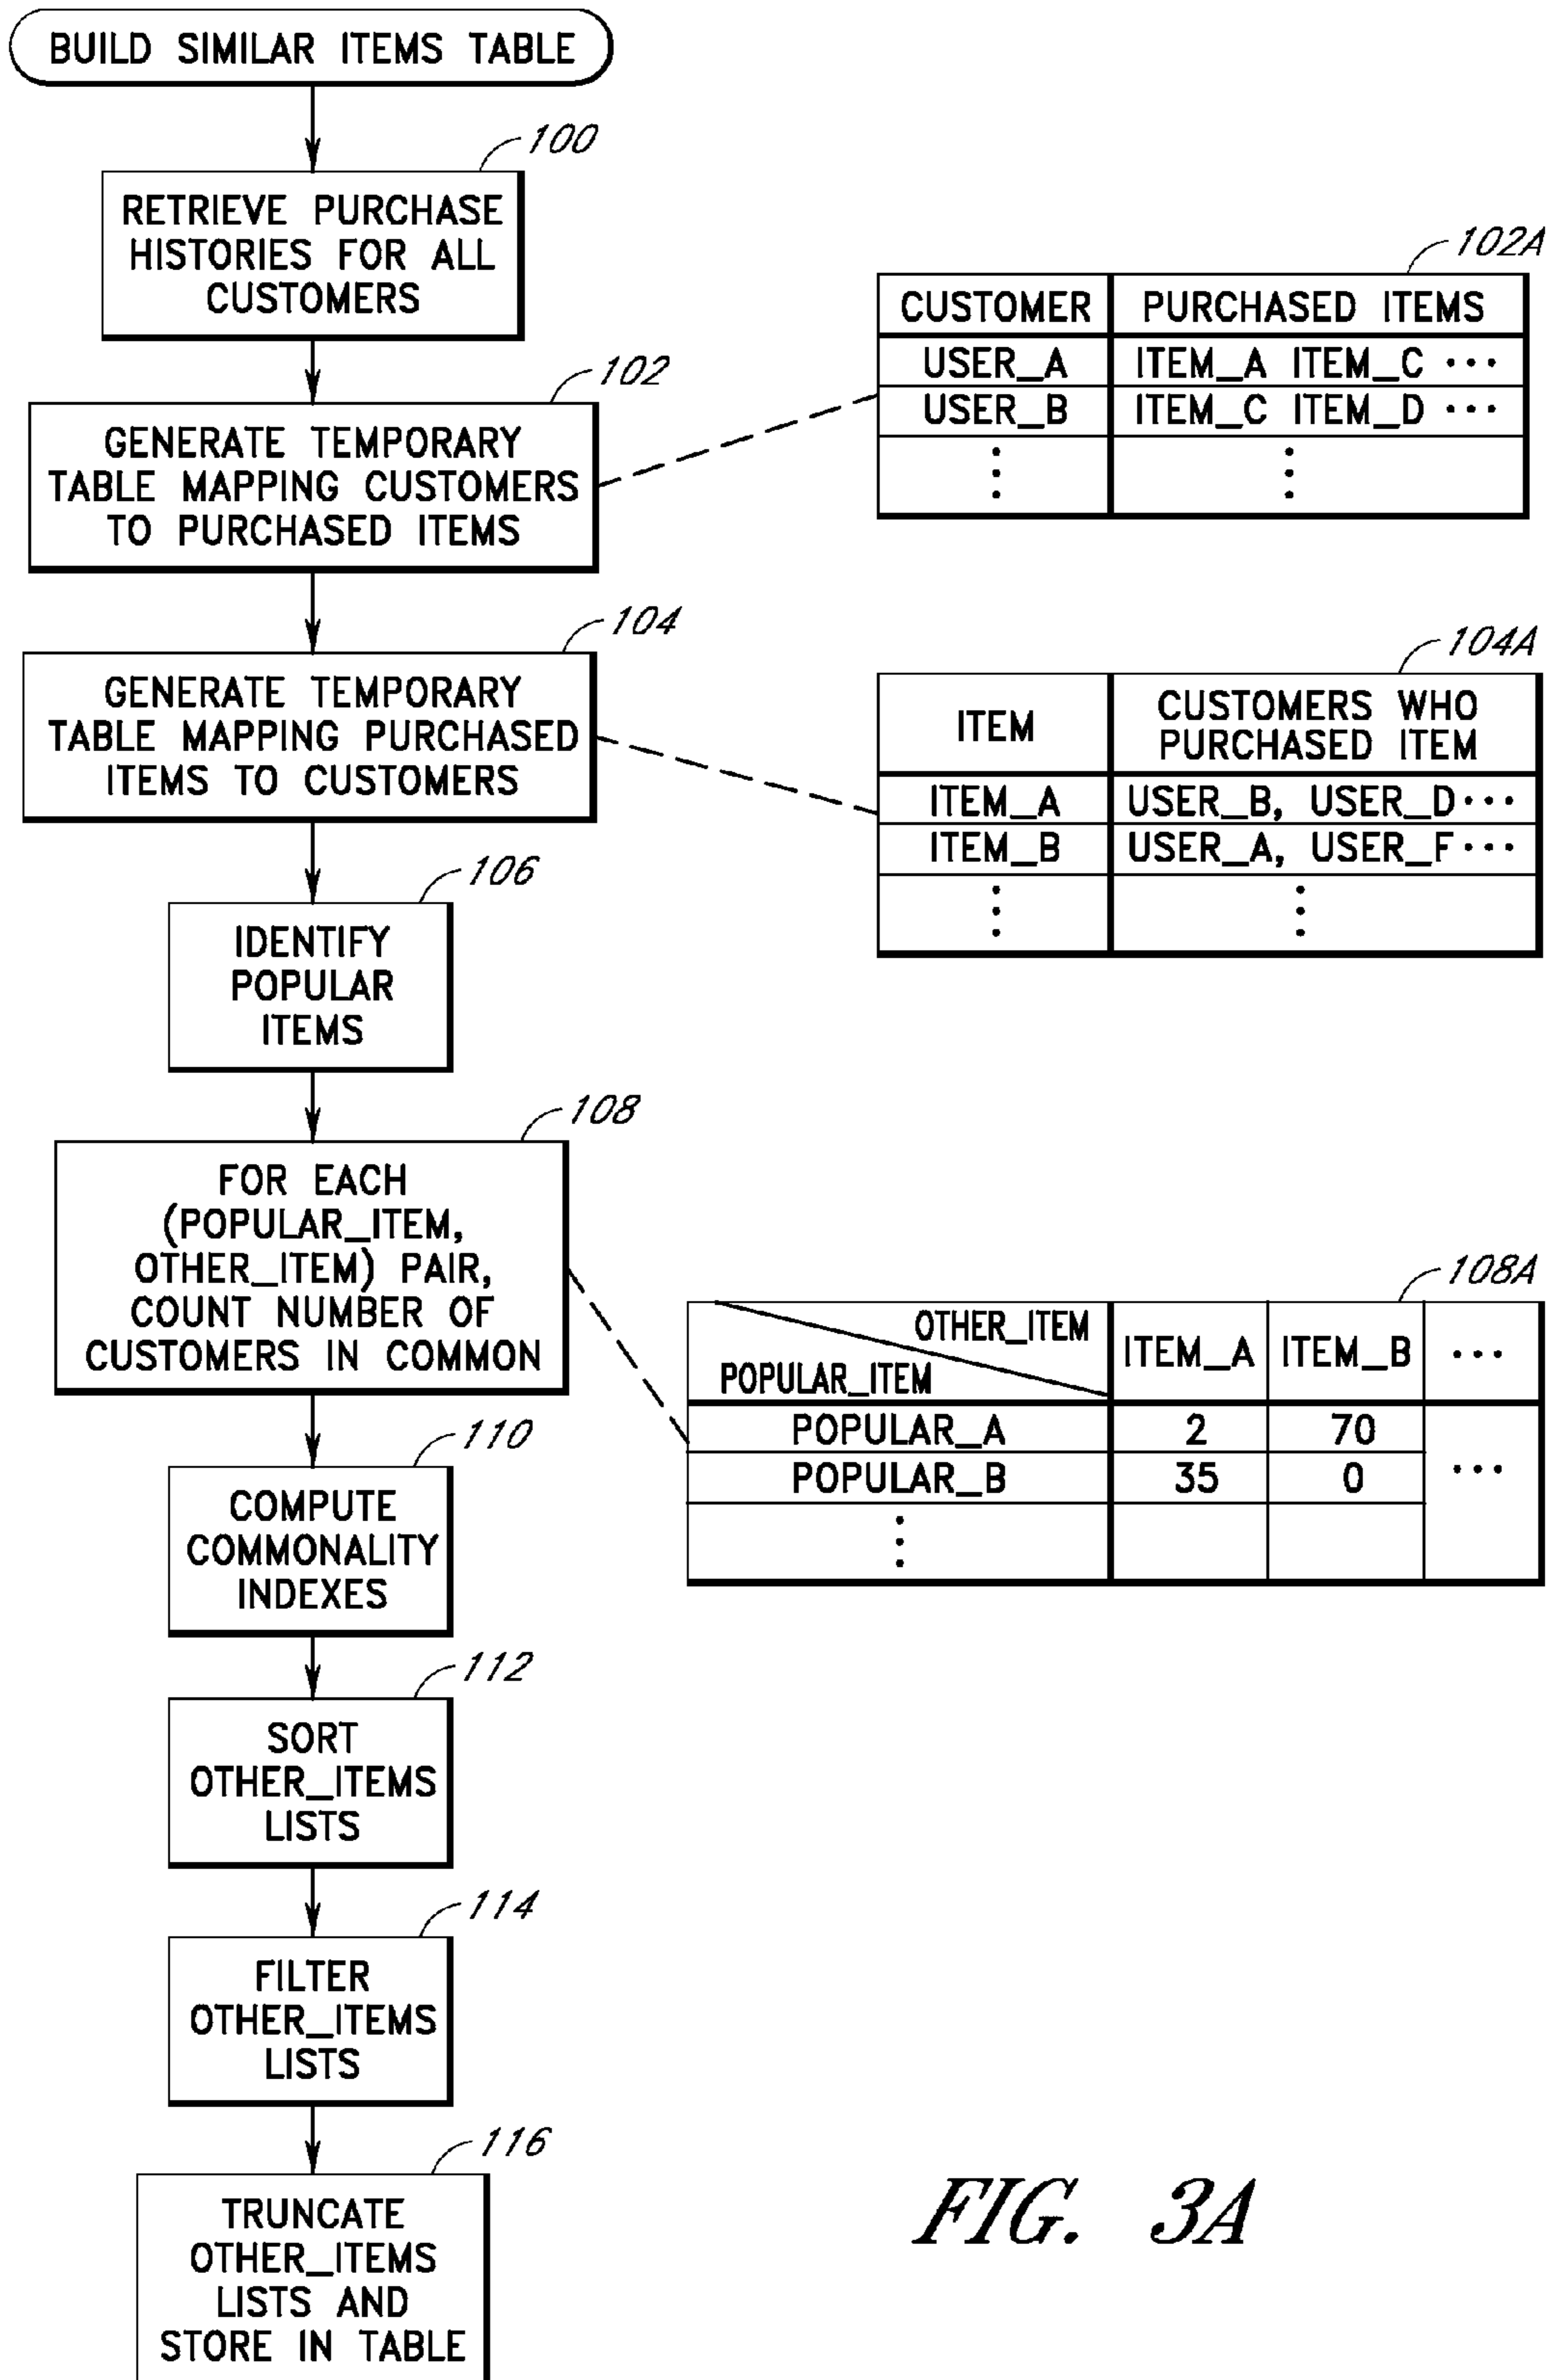 BUILD SIMILAR ITEMS TABLE
100
RETRIEVE PURCHASE
HISTORIES FOR ALL
CUSTOMERS
102
GENERATE TEMPORARY
TABLE MAPPING CUSTOMERS
TO PURCHASED ITEMS
102A
CUSTOMER PURCHASED ITEMS
USER_A ITEM_A ITEM_C ···
USER_B ITEM_C ITEM_D ···
104
GENERATE TEMPORARY
TABLE MAPPING PURCHASED
ITEMS TO CUSTOMERS
104A
ITEM
CUSTOMERS WHO
PURCHASED ITEM
ITEM_A USER_B, USER_D···
ITEM_B USER_A, USER_F···
106
IDENTIFY
POPULAR
ITEMS
108
FOR EACH
(POPULAR_ITEM,
OTHER_ITEM) PAIR,
COUNT NUMBER OF
CUSTOMERS IN COMMON
108A
OTHER_ITEM
POPULAR_ITEM
ITEM_A ITEM_B ···
POPULAR_A 2 70
POPULAR_B 35 0 ···
110
COMPUTE
COMMONALITY
INDEXES
112
SORT
OTHER_ITEMS
LISTS
114
FILTER
OTHER_ITEMS
LISTS
116
TRUNCATE
OTHER_ITEMS
LISTS AND
STORE IN TABLE
FIG. 3A